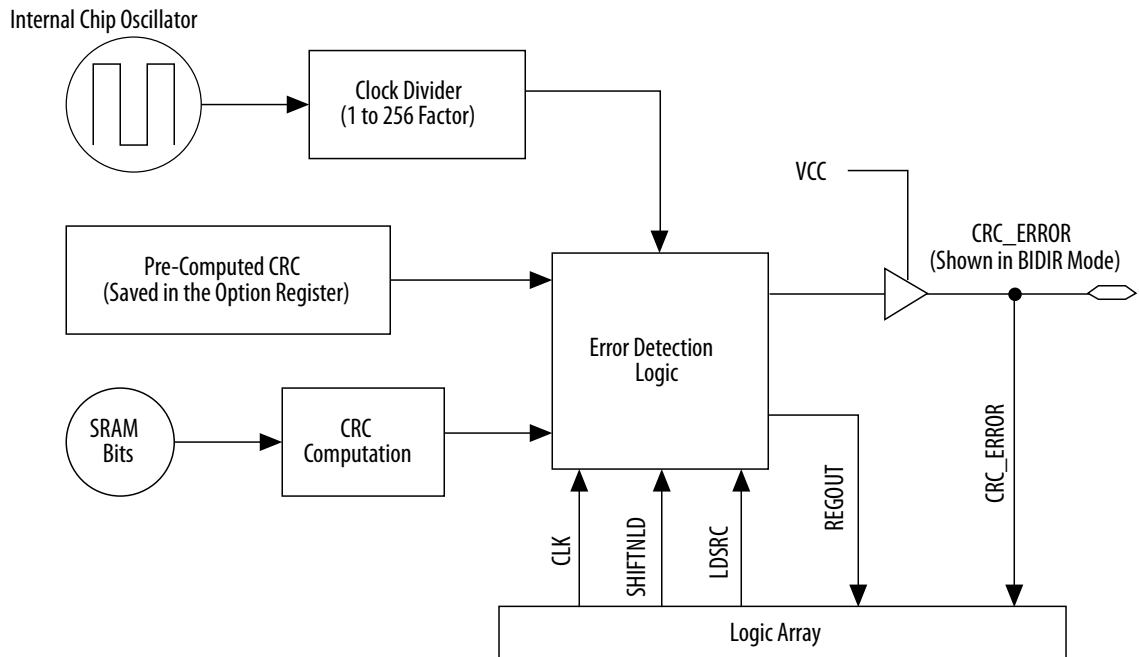 Internal Chip Oscillator
Clock Divider
(1 to 256 Factor)
VCC
CRC_ERROR
(Shown in BIDIR Mode)
Pre-Computed CRC
(Saved in the Option Register)
Error Detection
Logic
SRAM
Bits
CRC
Computation
CLK
SHIFTNLD
LDSRC
REGOUT
CRC_ERROR
Logic Array